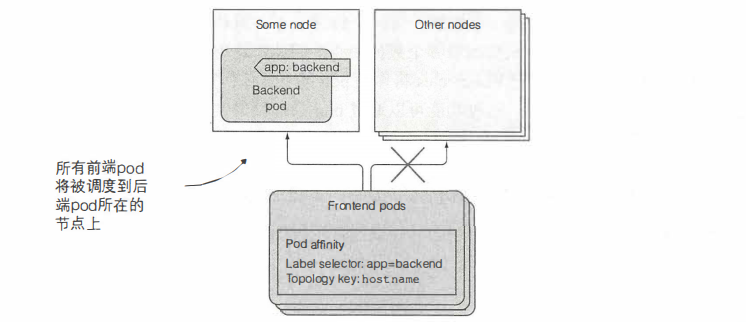 Some node
Other nodes
app: backend
Backend
pod
所有前端pod
将被调度到后
端pod所在的
节点上
Frontend pods
Pod affinity
Label selector: app=backend
Topology key: hostname